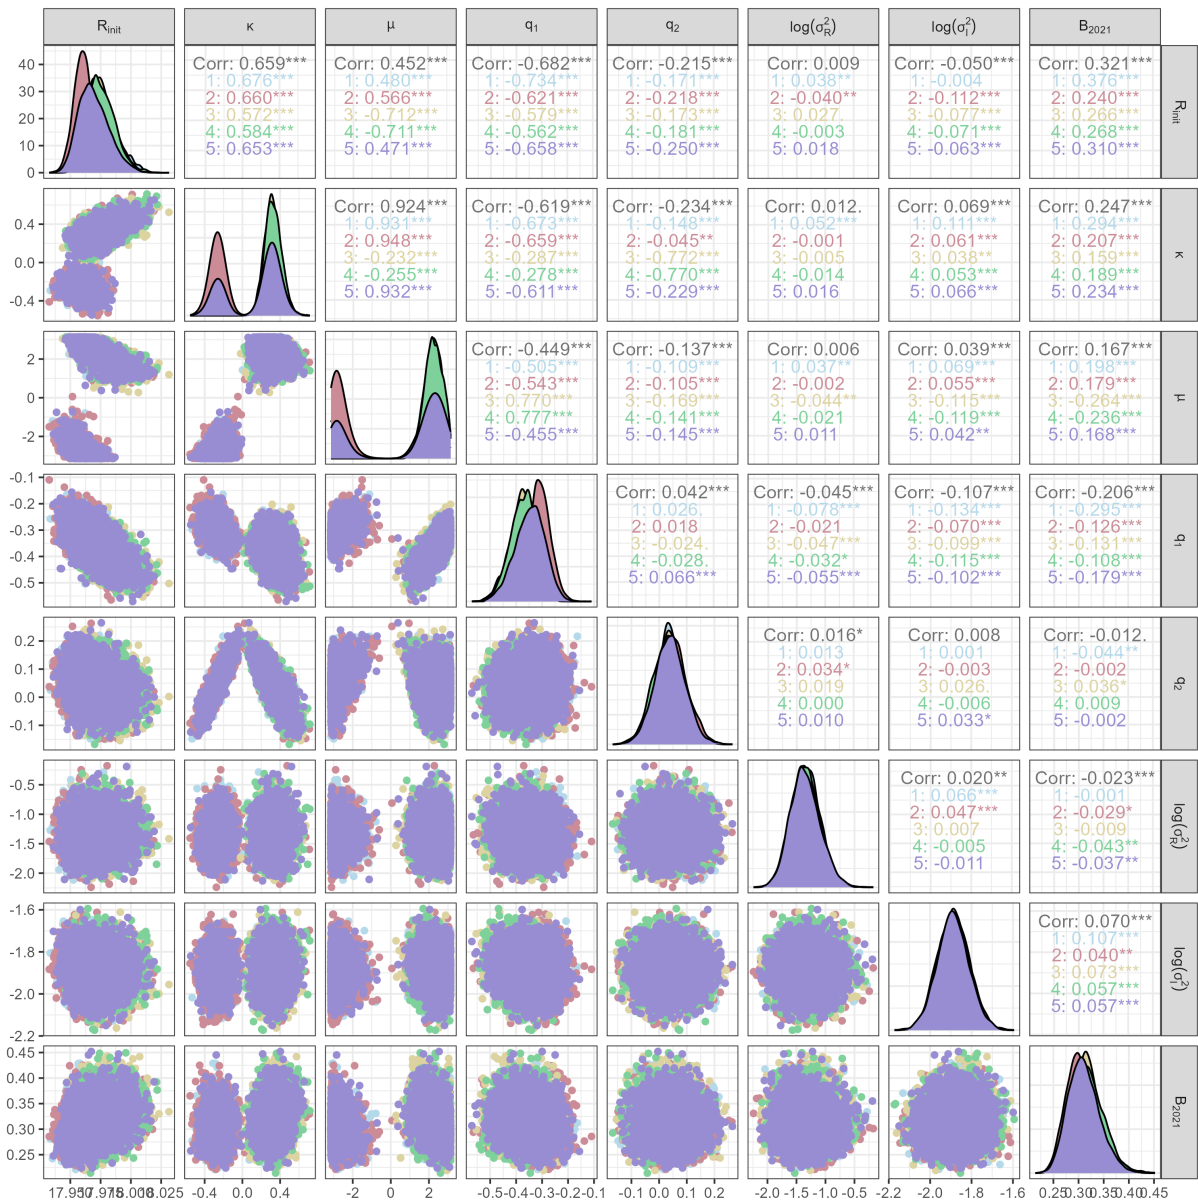 R_init κ μ q_1 q_2 log(σ_R^2) log(σ_I^2) B_2021
40
30
20
10
0
Corr: 0.659*** Corr: 0.452*** Corr: -0.682*** Corr: -0.215*** Corr: 0.009 Corr: -0.050*** Corr: 0.321***
1: 0.676*** 1: 0.480*** 1: -0.734*** 1: -0.171*** 1: 0.038** 1: -0.004 1: 0.376***
2: 0.660*** 2: 0.566*** 2: -0.621*** 2: -0.218*** 2: -0.040** 2: -0.112*** 2: 0.240***
3: 0.572*** 3: -0.712*** 3: -0.579*** 3: -0.173*** 3: 0.027. 3: -0.077*** 3: 0.266***
4: 0.584*** 4: -0.711*** 4: -0.562*** 4: -0.181*** 4: -0.003 4: -0.071*** 4: 0.268***
5: 0.653*** 5: 0.471*** 5: -0.658*** 5: -0.250*** 5: 0.018 5: -0.063*** 5: 0.310***
R_init
0.4
0.0
-0.4
Corr: 0.924*** Corr: -0.619*** Corr: -0.234*** Corr: 0.012. Corr: 0.069*** Corr: 0.247***
1: 0.931*** 1: -0.673*** 1: -0.148*** 1: 0.052*** 1: 0.111*** 1: 0.294***
2: 0.948*** 2: -0.659*** 2: -0.045** 2: -0.001 2: 0.061*** 2: 0.207***
3: -0.232*** 3: -0.287*** 3: -0.772*** 3: -0.005 3: 0.038** 3: 0.159***
4: -0.255*** 4: -0.278*** 4: -0.770*** 4: -0.014 4: 0.053*** 4: 0.189***
5: 0.932*** 5: -0.611*** 5: -0.229*** 5: 0.016 5: 0.066*** 5: 0.234***
κ
2
0
-2
Corr: -0.449*** Corr: -0.137*** Corr: 0.006 Corr: 0.039*** Corr: 0.167***
1: -0.505*** 1: -0.109*** 1: 0.037** 1: 0.069*** 1: 0.198***
2: -0.543*** 2: -0.105*** 2: -0.002 2: 0.055*** 2: 0.179***
3: 0.770*** 3: -0.169*** 3: -0.044** 3: -0.115*** 3: -0.264***
4: 0.777*** 4: -0.141*** 4: -0.021 4: -0.119*** 4: -0.236***
5: -0.455*** 5: -0.145*** 5: 0.011 5: 0.042** 5: 0.168***
μ
-0.1
-0.2
-0.3
-0.4
-0.5
Corr: 0.042*** Corr: -0.045*** Corr: -0.107*** Corr: -0.206***
1: 0.026. 1: -0.078*** 1: -0.134*** 1: -0.295***
2: 0.018 2: -0.021 2: -0.070*** 2: -0.126***
3: -0.024. 3: -0.047*** 3: -0.099*** 3: -0.131***
4: -0.028. 4: -0.032* 4: -0.115*** 4: -0.108***
5: 0.066*** 5: -0.055*** 5: -0.102*** 5: -0.179***
q_1
0.2
0.1
0.0
-0.1
Corr: 0.016* Corr: 0.008 Corr: -0.012.
1: 0.013 1: 0.001 1: -0.044**
2: 0.034* 2: -0.003 2: -0.002
3: 0.019 3: 0.026. 3: 0.036*
4: 0.000 4: -0.006 4: 0.009
5: 0.010 5: 0.033* 5: -0.002
q_2
-0.5
-1.0
-1.5
-2.0
Corr: 0.020** Corr: -0.023***
1: 0.066*** 1: -0.001
2: 0.047*** 2: -0.029*
3: 0.007 3: -0.009
4: -0.005 4: -0.043**
5: -0.011 5: -0.037**
log(σ_R^2)
-1.6
-1.8
-2.0
-2.2
Corr: 0.070***
1: 0.107***
2: 0.040**
3: 0.073***
4: 0.057***
5: 0.057***
log(σ_I^2)
0.45
0.40
0.35
0.30
0.25
B_2021
17.950 17.975 18.000 18.025 -0.4 0.0 0.4 -2 0 2 -0.5 -0.4 -0.3 -0.2 -0.1 -0.1 0.0 0.1 0.2 -2.0 -1.5 -1.0 -0.5 -2.2 -2.0 -1.8 -1.6 0.25 0.30 0.35 0.40 0.45